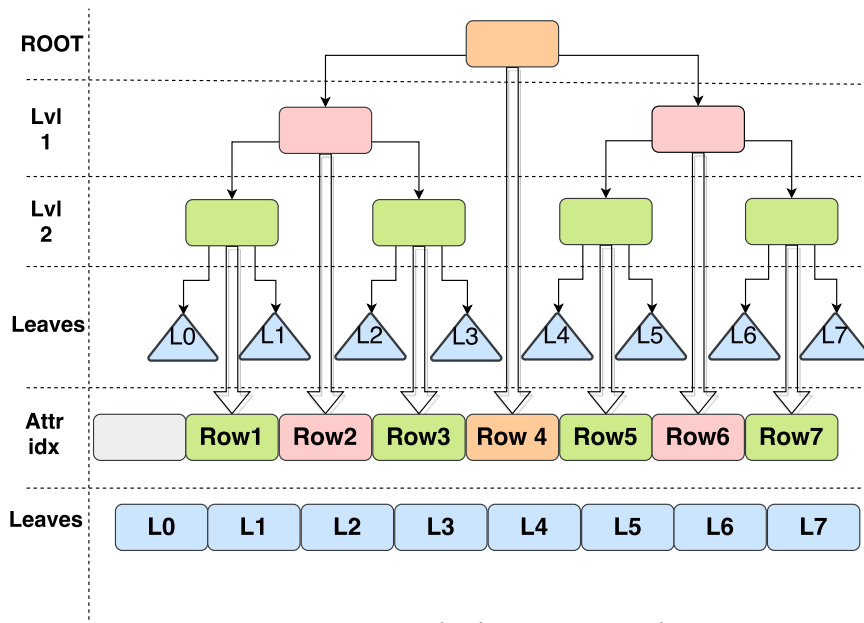 ROOT
Lvl
1
Lvl
2
Leaves
L0 L1 L2 L3 L4 L5 L6 L7
Attr
idx
Row1 Row2 Row3 Row 4 Row5 Row6 Row7
Leaves
L0 L1 L2 L3 L4 L5 L6 L7